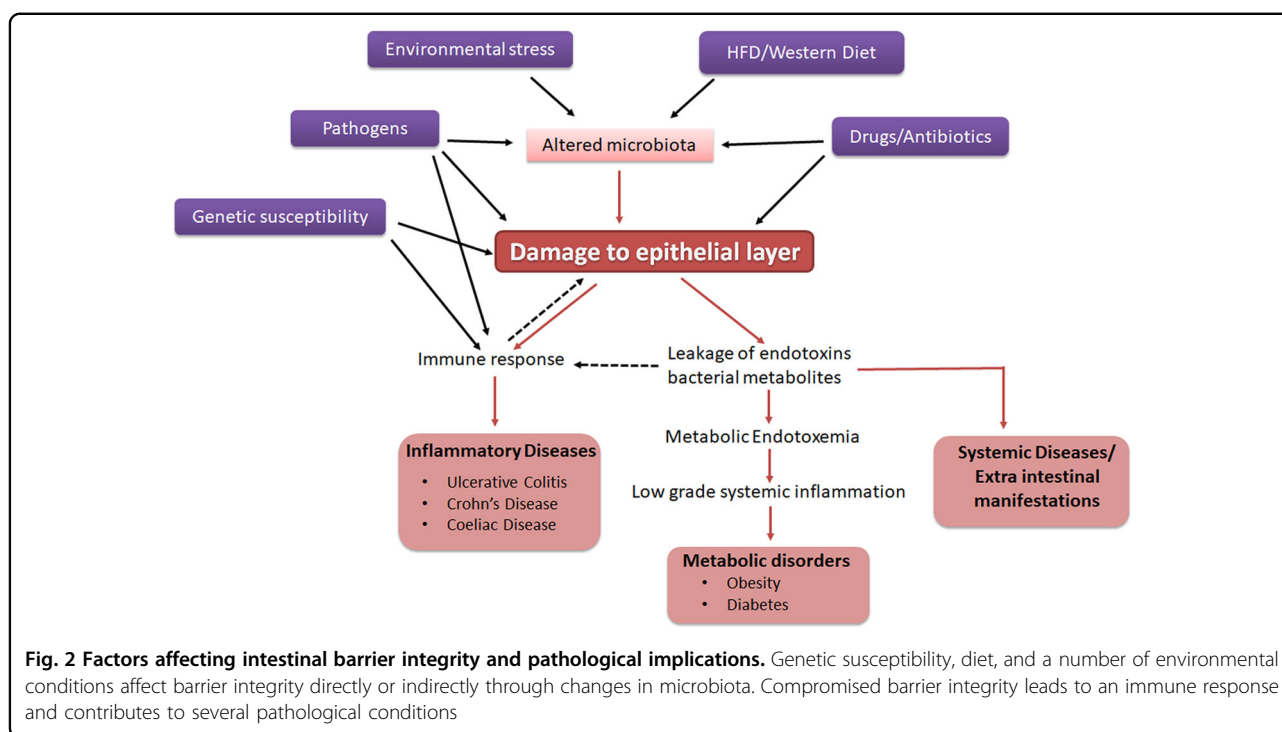 Environmental stress
HFD/Western Diet
Pathogens
Altered microbiota
Drugs/Antibiotics
Genetic susceptibility
Damage to epithelial layer
Immune response
Leakage of endotoxins
bacterial metabolites
Metabolic Endotoxemia
Low grade systemic inflammation
Inflammatory Diseases
• Ulcerative Colitis
• Crohn's Disease
• Coeliac Disease
Systemic Diseases/
Extra intestinal
manifestations
Metabolic disorders
• Obesity
• Diabetes
Fig. 2 Factors affecting intestinal barrier integrity and pathological implications. Genetic susceptibility, diet, and a number of environmental
conditions affect barrier integrity directly or indirectly through changes in microbiota. Compromised barrier integrity leads to an immune response
and contributes to several pathological conditions